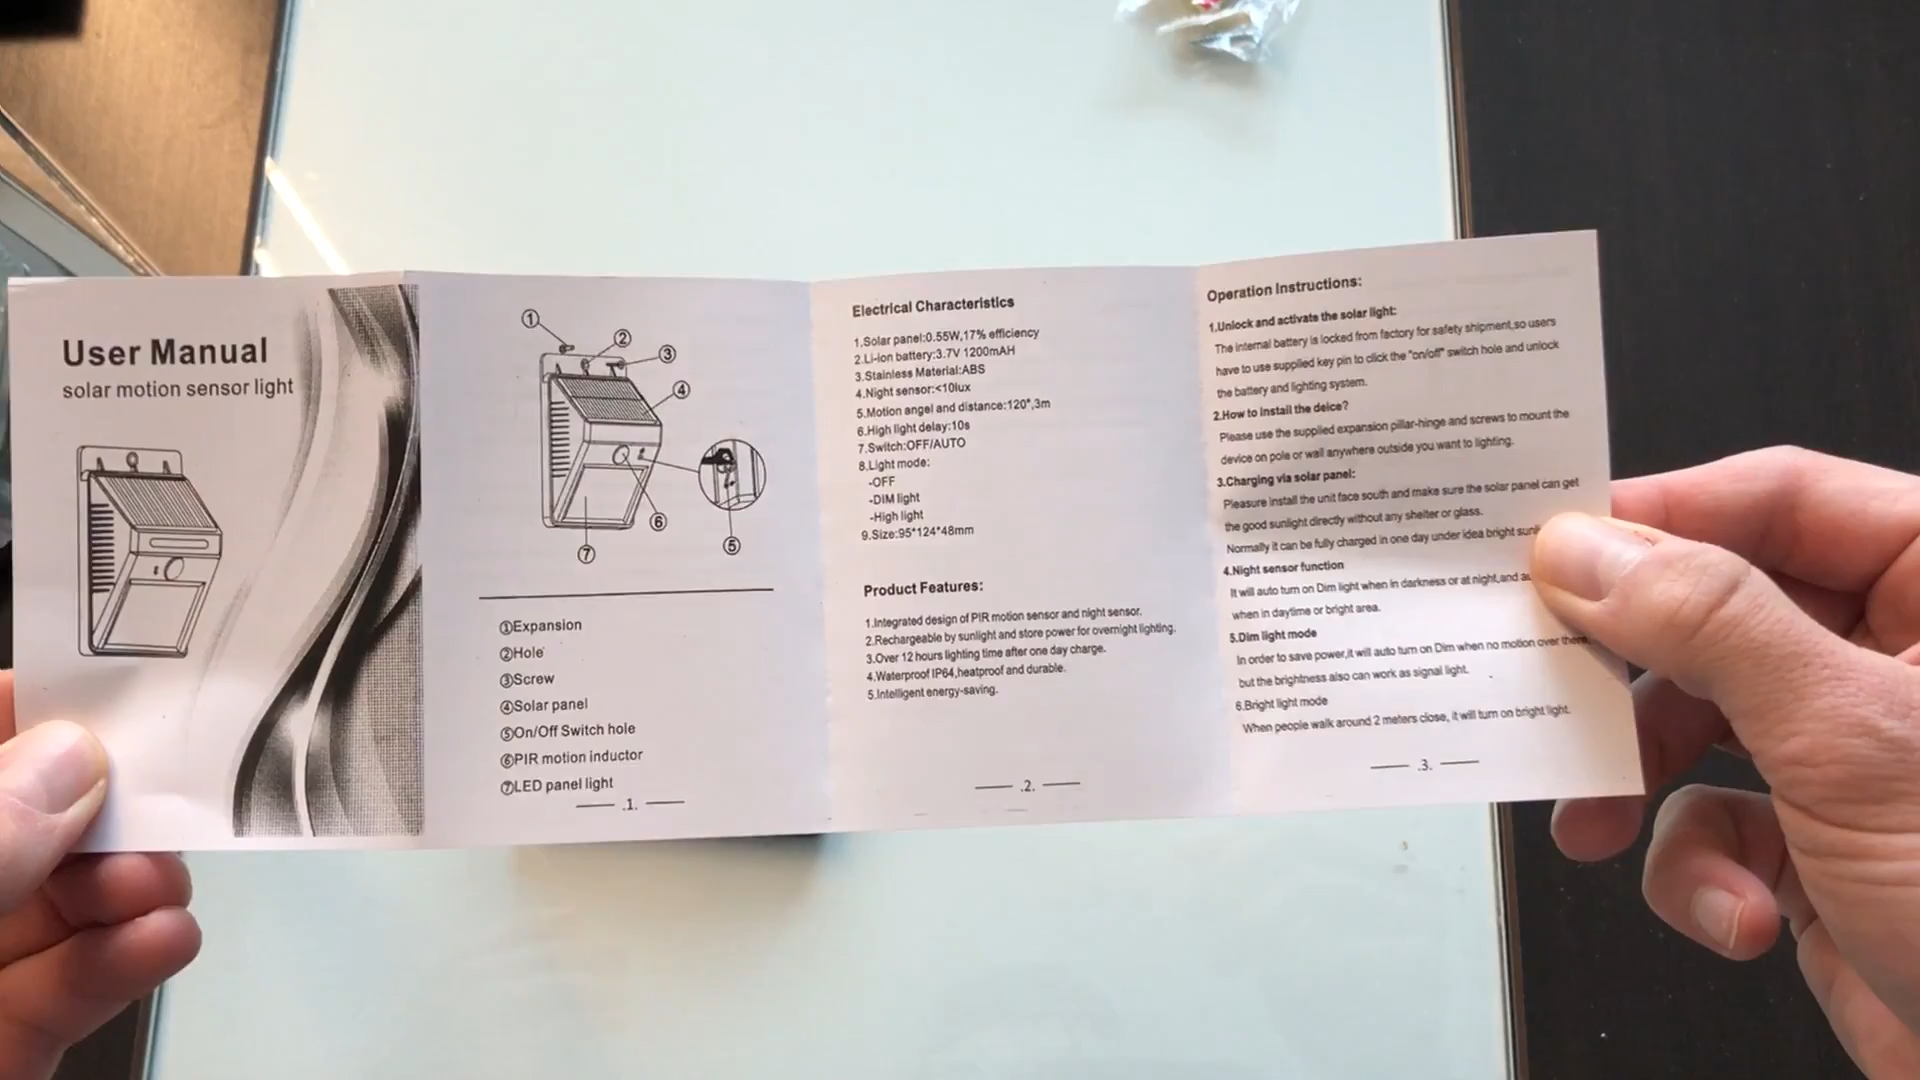 User Manual
solar motion sensor light
①
②
③
④
⑤
⑥
⑦
①Expansion
②Hole
③Screw
④Solar panel
⑤On/Off Switch hole
⑥PIR motion inductor
⑦LED panel light
.1.
Electrical Characteristics
1.Solar panel:0.55W,17% efficiency
2.Li-ion battery:3.7V 1200mAH
3.Stainless Material:ABS
4.Night sensor:<10lux
5.Motion angel and distance:120°,3m
6.High light delay:10s
7.Switch:OFF/AUTO
8.Light mode:
-OFF
-DIM light
-High light
9.Size:95*124*48mm
Product Features:
1.Integrated design of PIR motion sensor and night sensor.
2.Rechargeable by sunlight and store power for overnight lighting.
3.Over 12 hours lighting time after one day charge.
4.Waterproof IP64,heatproof and durable.
5.Intelligent energy-saving.
.2.
Operation Instructions:
1.Unlock and activate the solar light:
The internal battery is locked from factory for safety shipment,so users
have to use supplied key pin to click the "on/off" switch hole and unlock
the battery and lighting system.
2.How to install the deice?
Please use the supplied expansion pillar-hinge and screws to mount the
device on pole or wall anywhere outside you want to lighting.
3.Charging via solar panel:
Pleasure install the unit face south and make sure the solar panel can get
the good sunlight directly without any shelter or glass.
Normally it can be fully charged in one day under idea bright
4.Night sensor function
It will auto turn on Dim light when in darkness or at night,and
when in daytime or bright area.
5.Dim light mode
In order to save power,it will auto turn on Dim when no motion over there,
but the brightness also can work as signal light.
6.Bright light mode
When people walk around 2 meters close, it will turn on bright light.
.3.